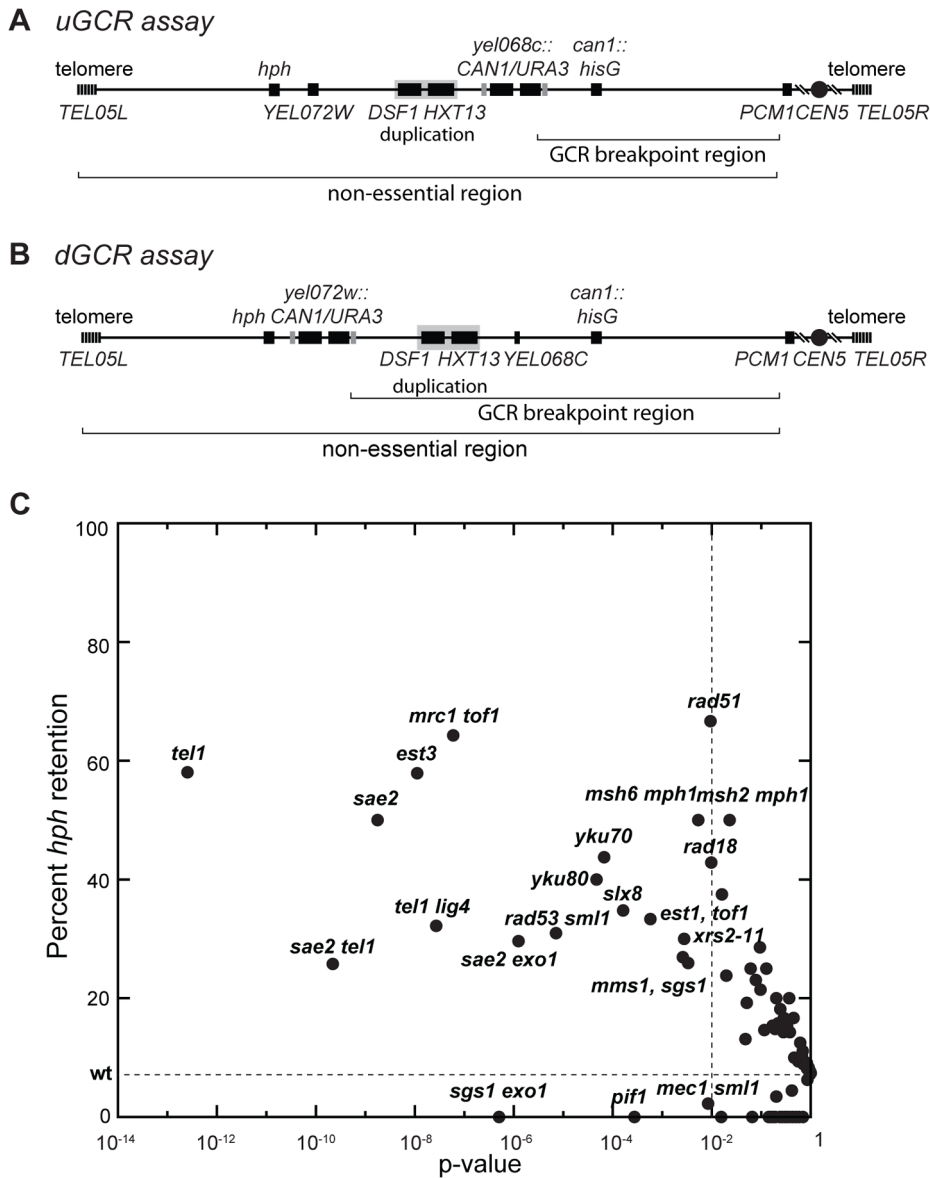 A uGCR assay
yel068c:: can1::
telomere hph CAN1/URA3 hisG telomere
TEL05L YEL072W DSF1 HXT13 PCM1 CEN5 TEL05R
duplication
GCR breakpoint region
non-essential region
B dGCR assay
yel072w:: can1::
telomere hph CAN1/URA3 hisG telomere
TEL05L DSF1 HXT13 YEL068C PCM1 CEN5 TEL05R
duplication
GCR breakpoint region
non-essential region
C
100
80
rad51
mrc1 tof1
tel1 est3
60
sae2 msh6 mph1 msh2 mph1
yku70 rad18
40 yku80 slx8
tel1 lig4 rad53 sml1 est1, tof1
sae2 tel1 sae2 exo1 xrs2-11
mms1, sgs1
20
wt
sgs1 exo1 pif1 mec1 sml1
0
10-14 10-12 10-10 10-8 10-6 10-4 10-2 1
p-value
Percent hph retention